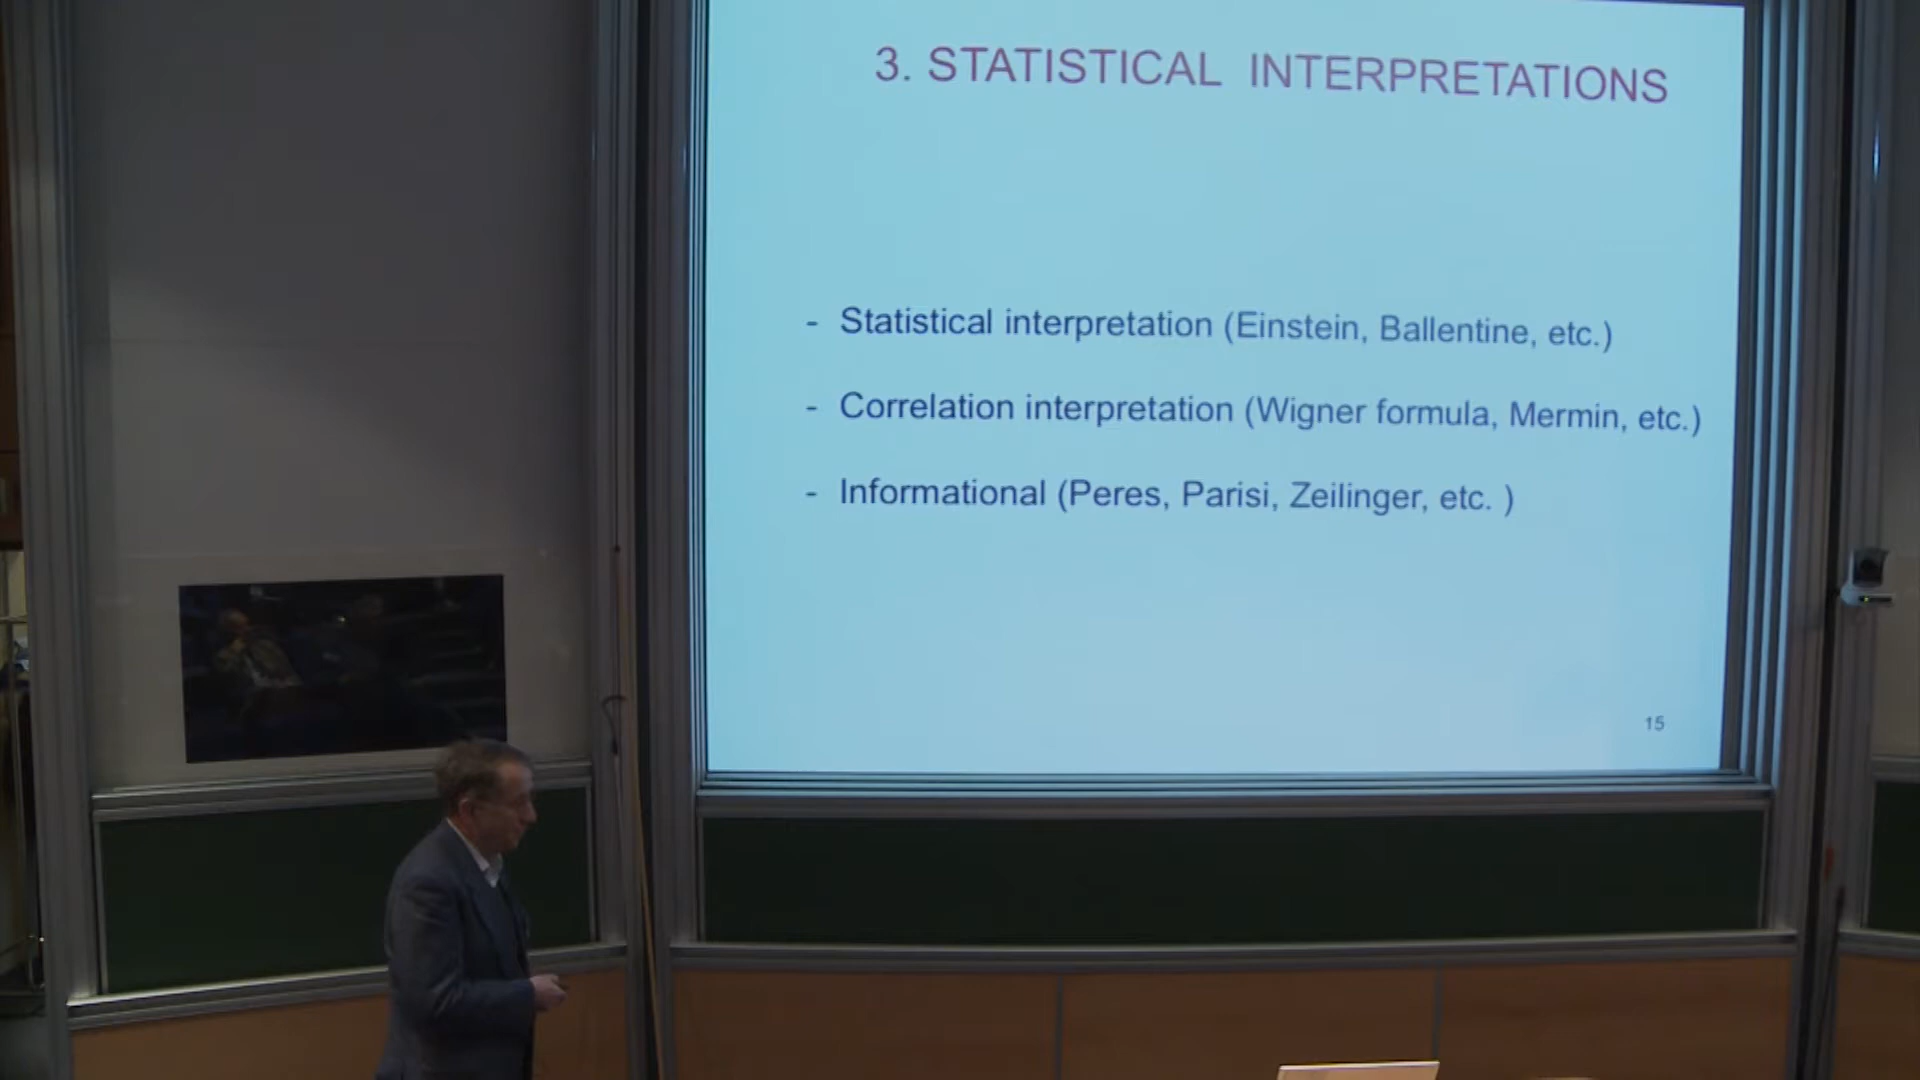 3. STATISTICAL INTERPRETATIONS
- Statistical interpretation (Einstein, Ballentine, etc.)
- Correlation interpretation (Wigner formula, Mermin, etc.)
- Informational (Peres, Parisi, Zeilinger, etc. )
15